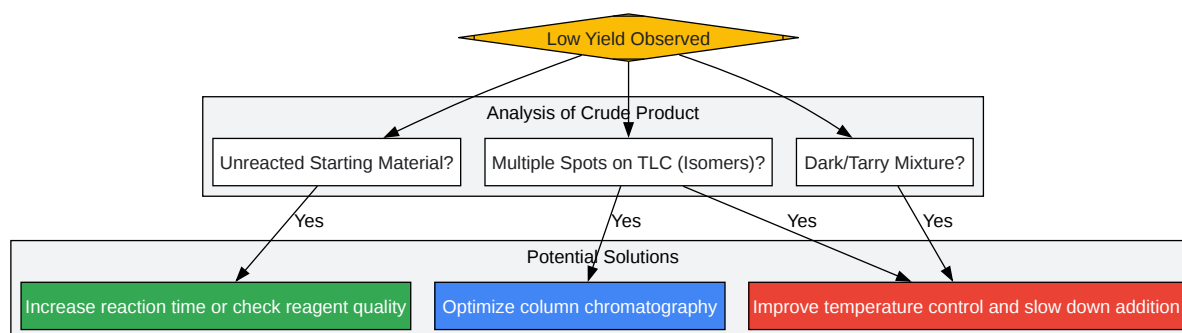 Low Yield Observed
Analysis of Crude Product
Unreacted Starting Material?
Multiple Spots on TLC (Isomers)?
Dark/Tarry Mixture?
Yes
Yes
Yes
Yes
Potential Solutions
Increase reaction time or check reagent quality
Optimize column chromatography
Improve temperature control and slow down addition